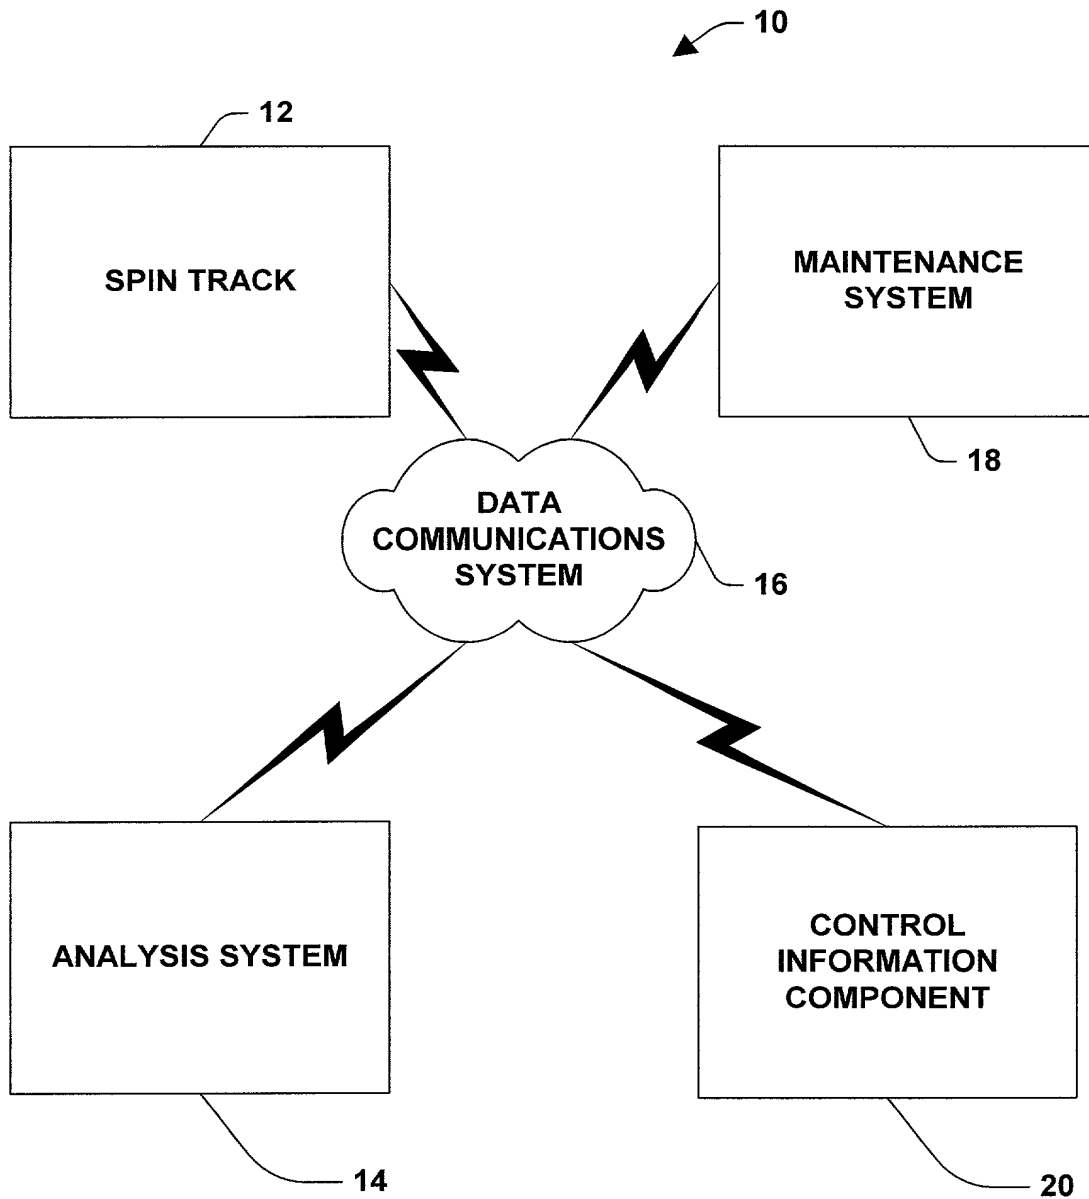 10
12
SPIN TRACK
MAINTENANCE
SYSTEM
18
DATA
COMMUNICATIONS
SYSTEM
16
ANALYSIS SYSTEM
CONTROL
INFORMATION
COMPONENT
14
20